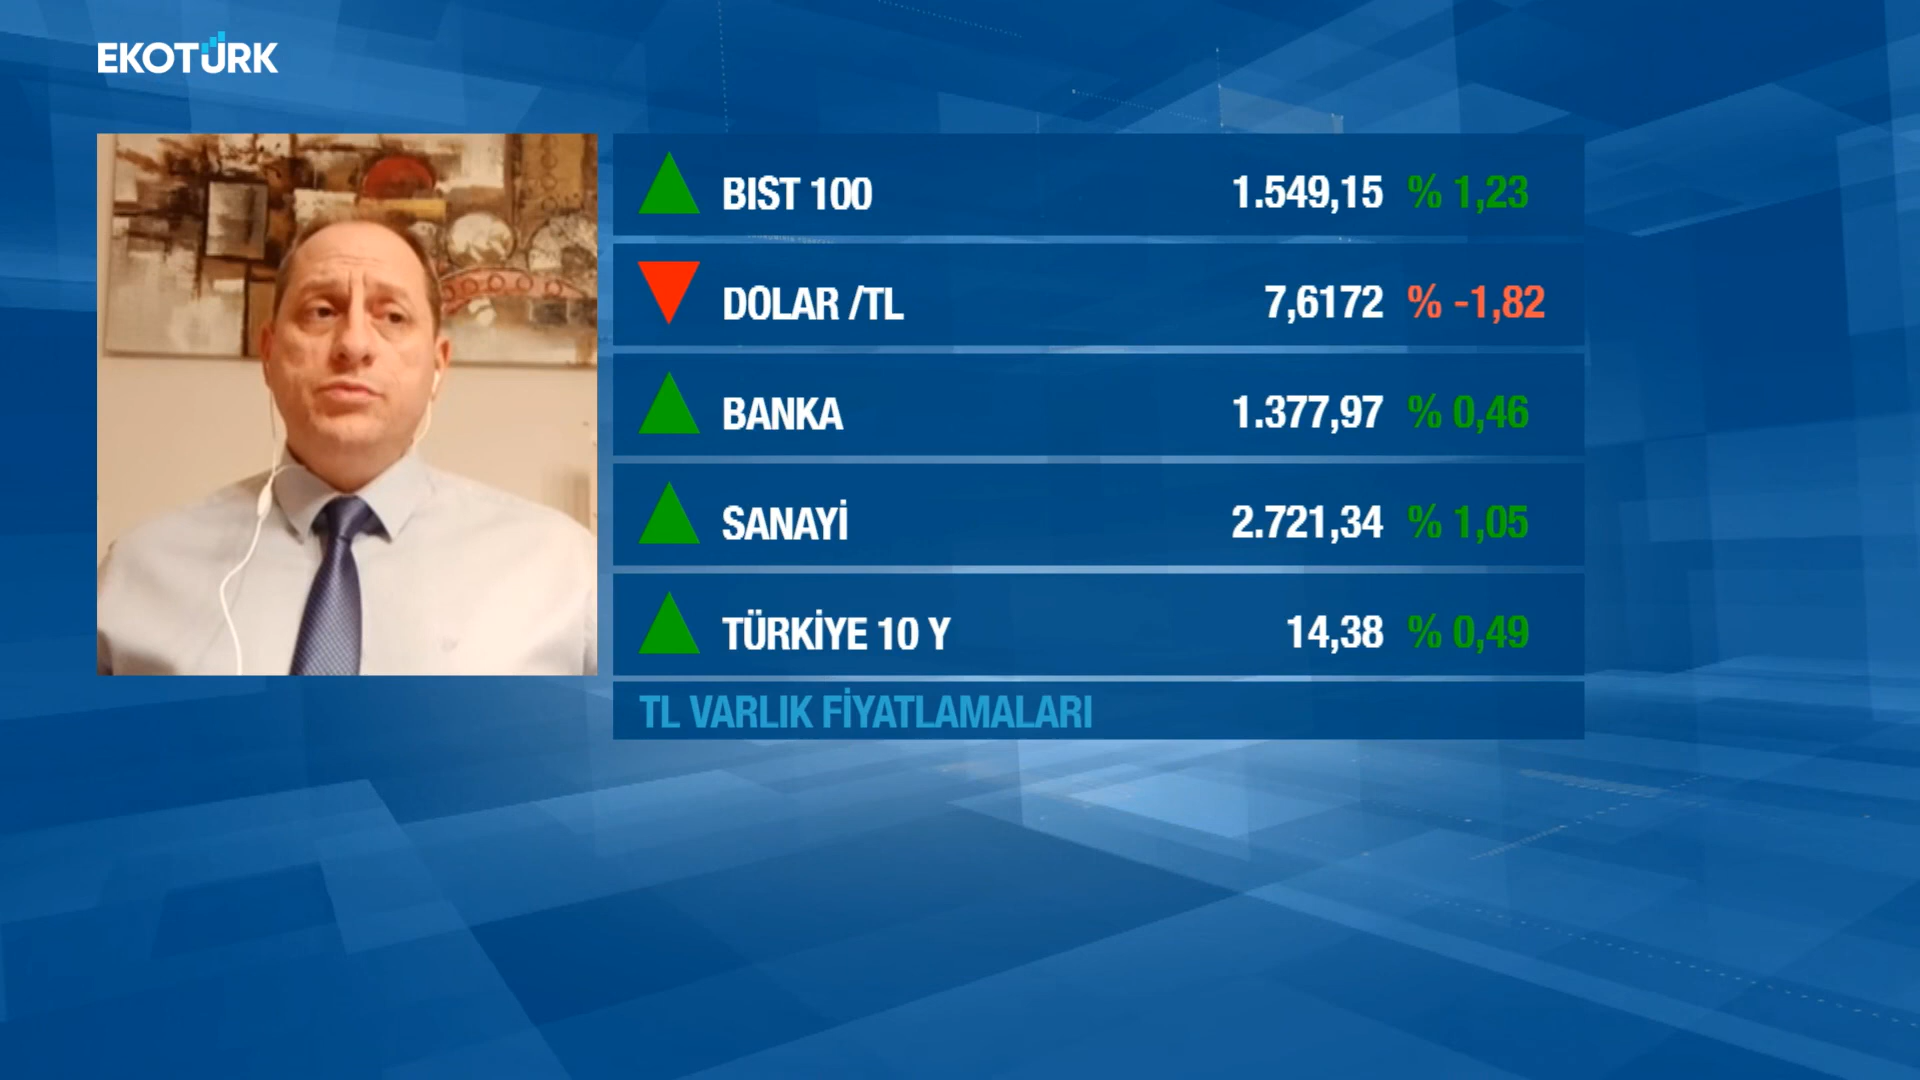 EKOTÜRK
BIST 100 1.549,15 % 1,23
DOLAR /TL 7,6172 % -1,82
BANKA 1.377,97 % 0,46
SANAYİ 2.721,34 % 1,05
TÜRKİYE 10 Y 14,38 % 0,49
TL VARLIK FİYATLAMALARI